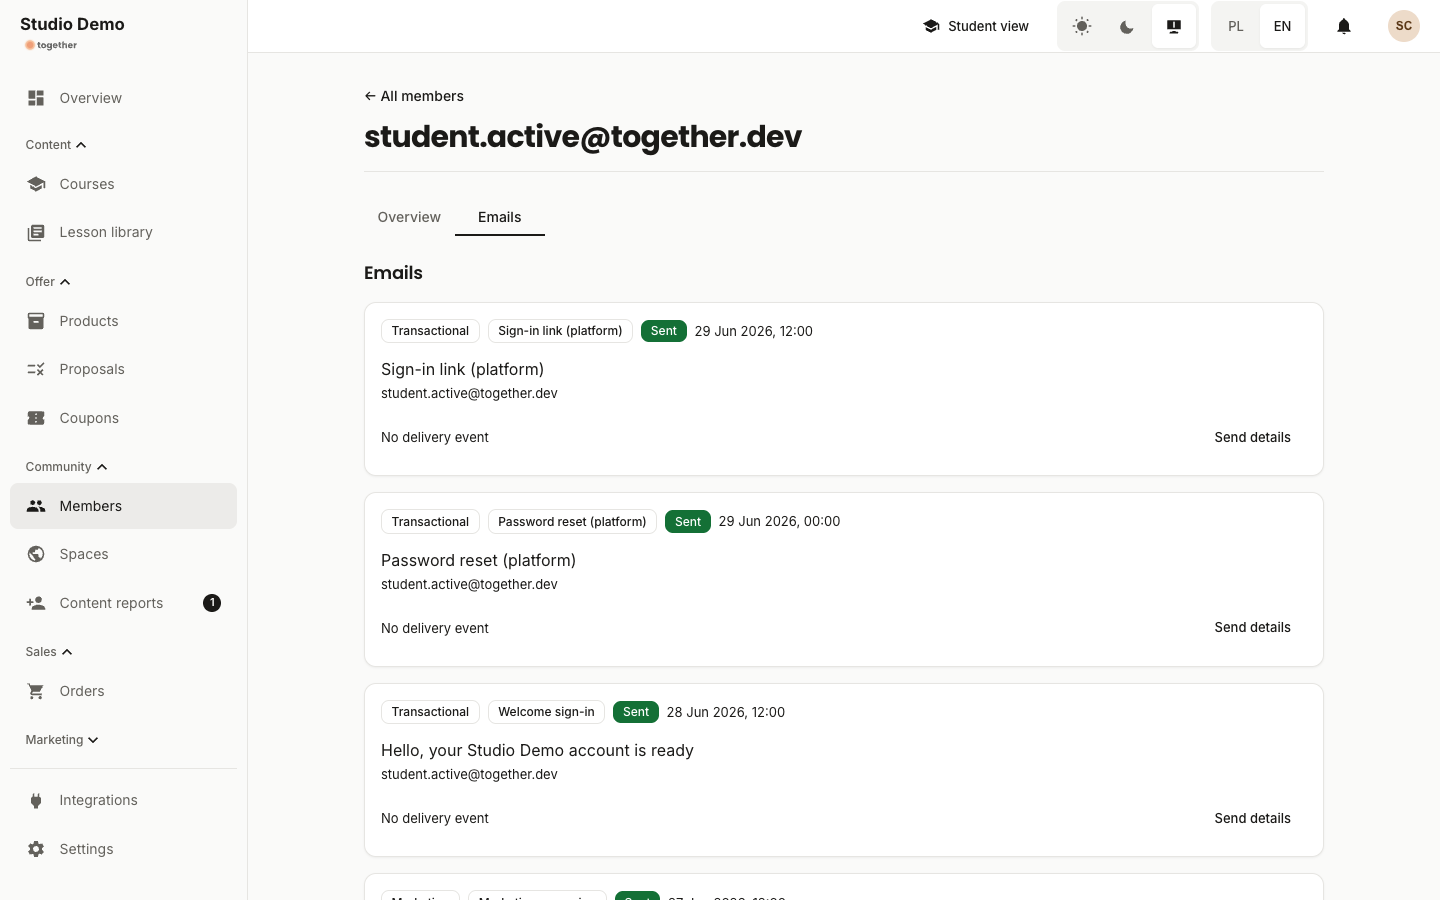 Studio Demo
together
Student view
PL
EN
SC
Overview
Content
Courses
Lesson library
Offer
Products
Proposals
Coupons
Community
Members
Spaces
Content reports
1
Sales
Orders
Marketing
Integrations
Settings
← All members
student.active@together.dev
Overview
Emails
Emails
Transactional
Sign-in link (platform)
Sent
29 Jun 2026, 12:00
Sign-in link (platform)
student.active@together.dev
No delivery event
Send details
Transactional
Password reset (platform)
Sent
29 Jun 2026, 00:00
Password reset (platform)
student.active@together.dev
No delivery event
Send details
Transactional
Welcome sign-in
Sent
28 Jun 2026, 12:00
Hello, your Studio Demo account is ready
student.active@together.dev
No delivery event
Send details